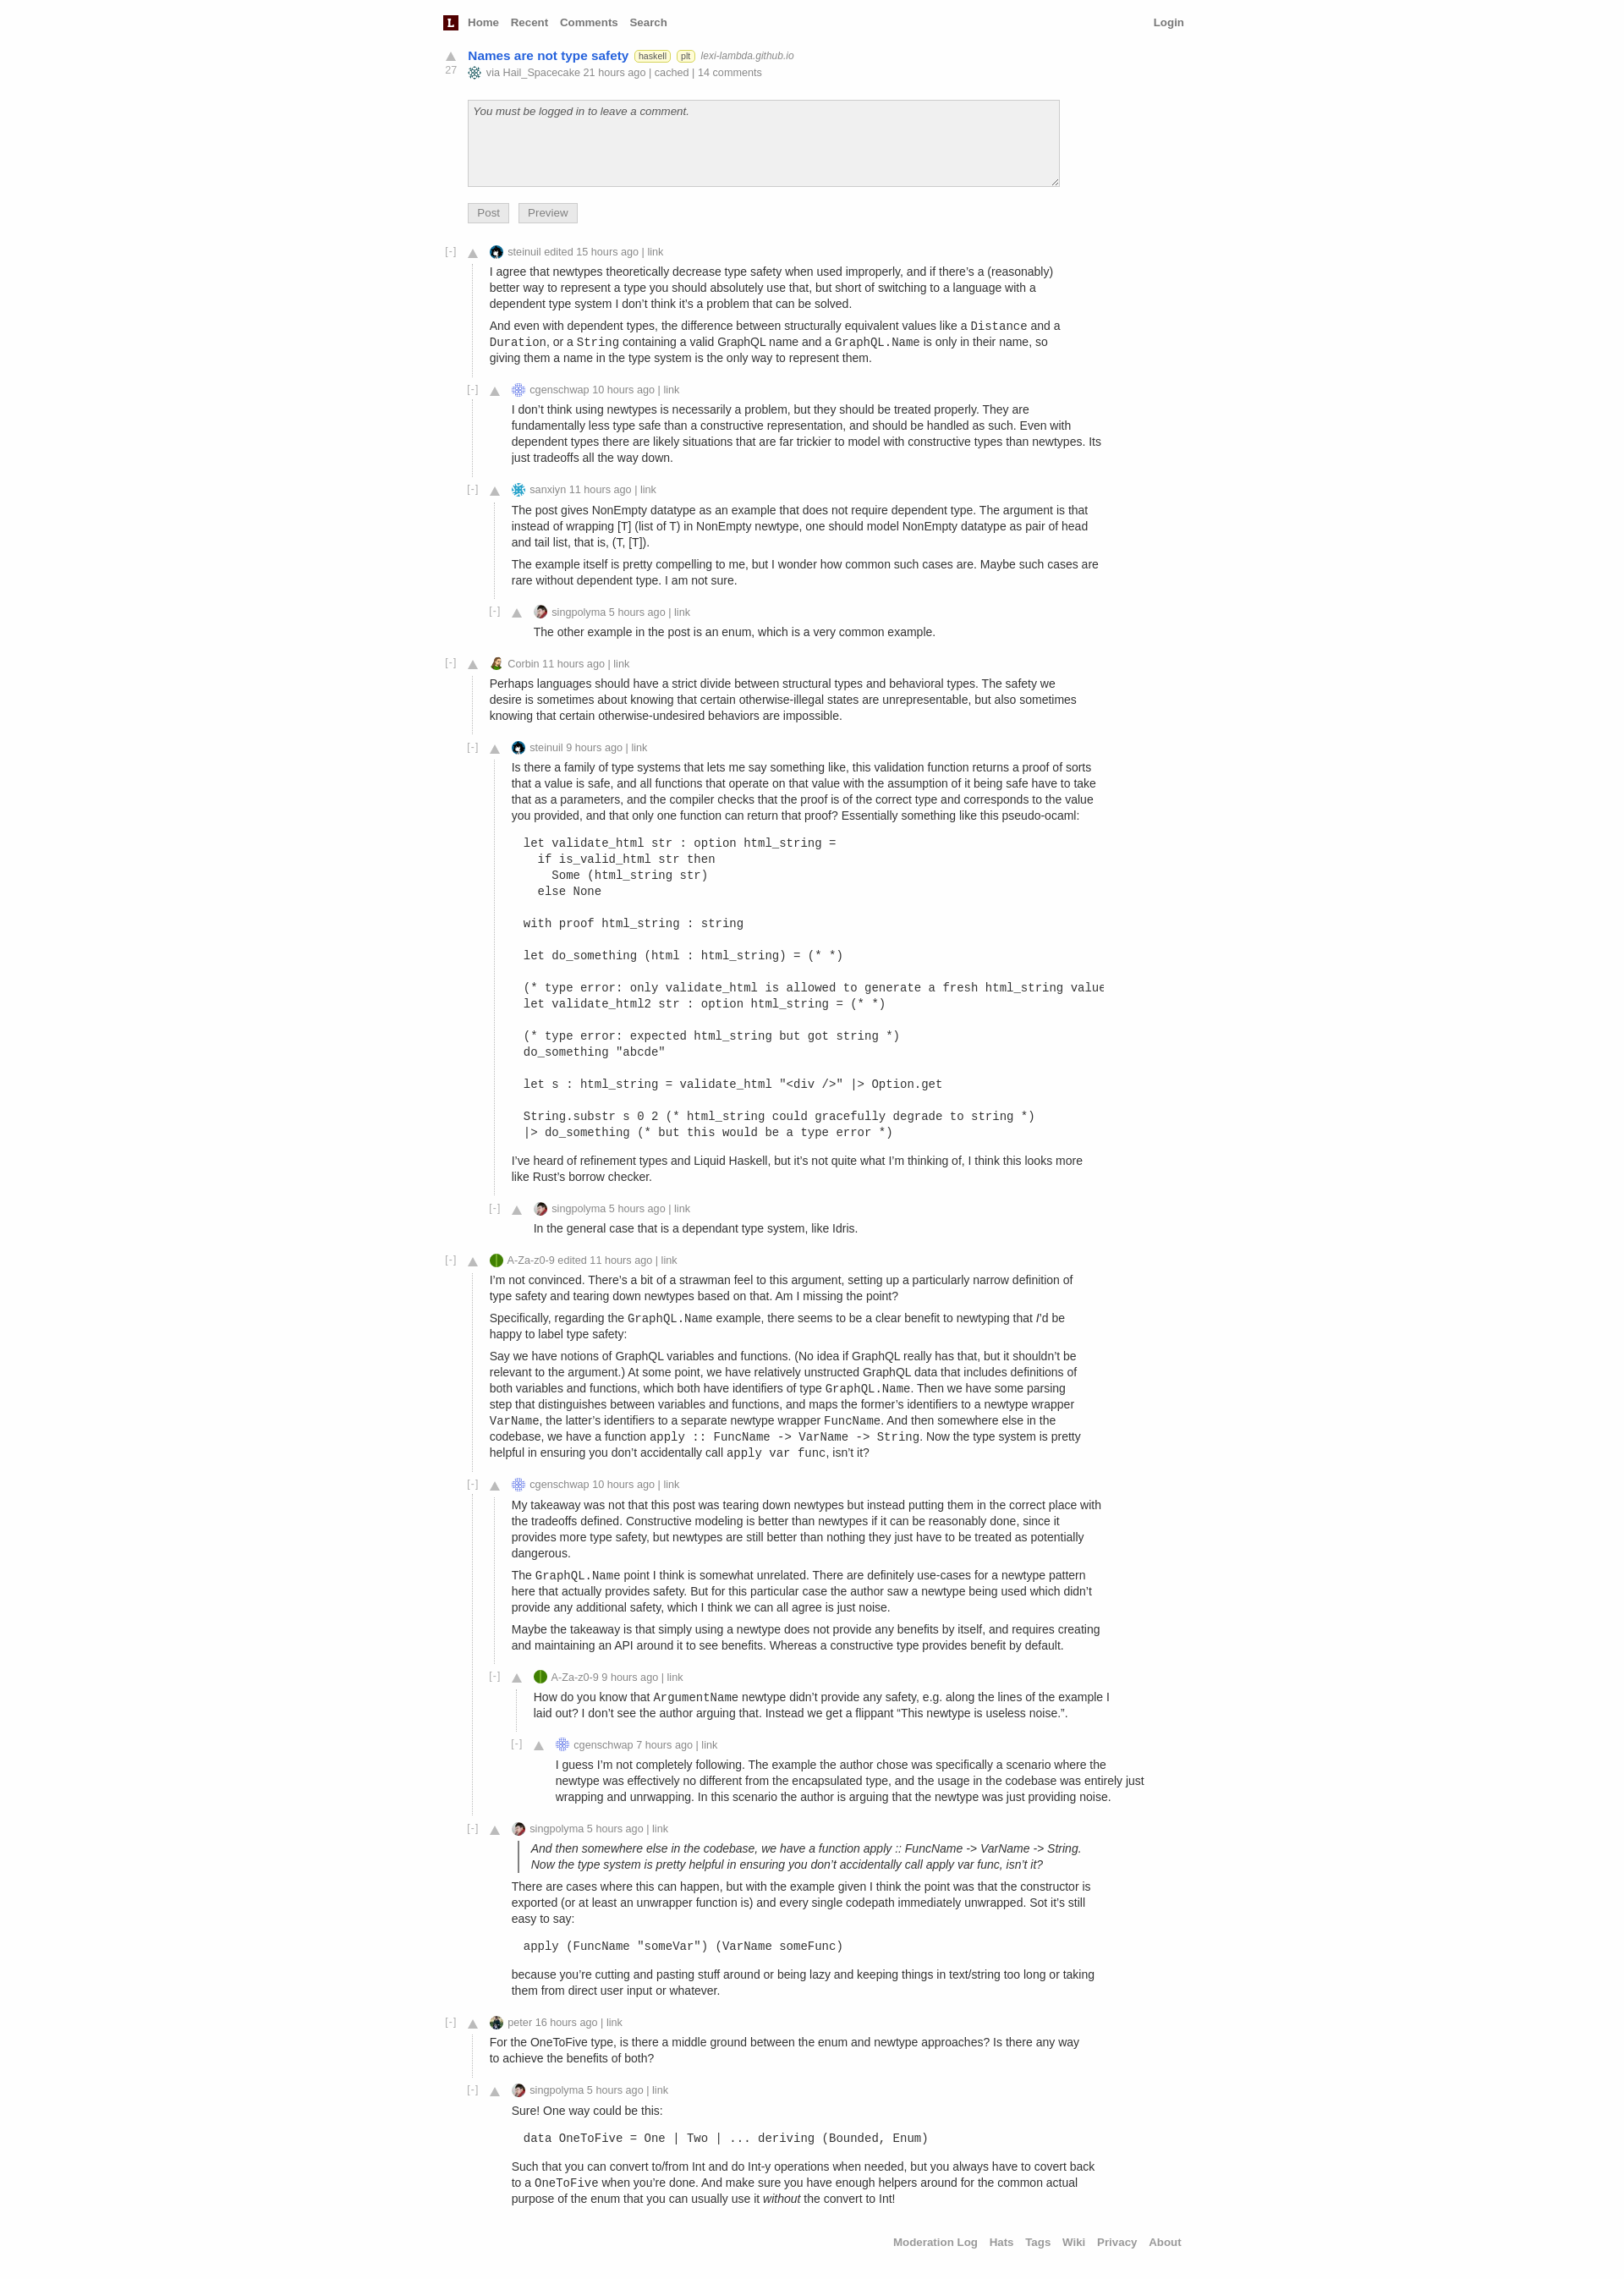 L Home Recent Comments Search Login
Names are not type safety haskell plt lexi-lambda.github.io
27
via Hail_Spacecake 21 hours ago | cached | 14 comments
You must be logged in to leave a comment.
Post Preview
[-] steinuil edited 15 hours ago | link
I agree that newtypes theoretically decrease type safety when used improperly, and if there’s a (reasonably)
better way to represent a type you should absolutely use that, but short of switching to a language with a
dependent type system I don’t think it’s a problem that can be solved.
And even with dependent types, the difference between structurally equivalent values like a Distance and a
Duration, or a String containing a valid GraphQL name and a GraphQL.Name is only in their name, so
giving them a name in the type system is the only way to represent them.
[-] cgenschwap 10 hours ago | link
I don’t think using newtypes is necessarily a problem, but they should be treated properly. They are
fundamentally less type safe than a constructive representation, and should be handled as such. Even with
dependent types there are likely situations that are far trickier to model with constructive types than newtypes. Its
just tradeoffs all the way down.
[-] sanxiyn 11 hours ago | link
The post gives NonEmpty datatype as an example that does not require dependent type. The argument is that
instead of wrapping [T] (list of T) in NonEmpty newtype, one should model NonEmpty datatype as pair of head
and tail list, that is, (T, [T]).
The example itself is pretty compelling to me, but I wonder how common such cases are. Maybe such cases are
rare without dependent type. I am not sure.
[-] singpolyma 5 hours ago | link
The other example in the post is an enum, which is a very common example.
[-] Corbin 11 hours ago | link
Perhaps languages should have a strict divide between structural types and behavioral types. The safety we
desire is sometimes about knowing that certain otherwise-illegal states are unrepresentable, but also sometimes
knowing that certain otherwise-undesired behaviors are impossible.
[-] steinuil 9 hours ago | link
Is there a family of type systems that lets me say something like, this validation function returns a proof of sorts
that a value is safe, and all functions that operate on that value with the assumption of it being safe have to take
that as a parameters, and the compiler checks that the proof is of the correct type and corresponds to the value
you provided, and that only one function can return that proof? Essentially something like this pseudo-ocaml:
let validate_html str : option html_string =
if is_valid_html str then
Some (html_string str)
else None
with proof html_string : string
let do_something (html : html_string) = (* *)
(* type error: only validate_html is allowed to generate a fresh html_string value
let validate_html2 str : option html_string = (* *)
(* type error: expected html_string but got string *)
do_something "abcde"
let s : html_string = validate_html "<div />" |> Option.get
String.substr s 0 2 (* html_string could gracefully degrade to string *)
|> do_something (* but this would be a type error *)
I’ve heard of refinement types and Liquid Haskell, but it’s not quite what I’m thinking of, I think this looks more
like Rust’s borrow checker.
[-] singpolyma 5 hours ago | link
In the general case that is a dependant type system, like Idris.
[-] A-Za-z0-9 edited 11 hours ago | link
I’m not convinced. There’s a bit of a strawman feel to this argument, setting up a particularly narrow definition of
type safety and tearing down newtypes based on that. Am I missing the point?
Specifically, regarding the GraphQL.Name example, there seems to be a clear benefit to newtyping that I’d be
happy to label type safety:
Say we have notions of GraphQL variables and functions. (No idea if GraphQL really has that, but it shouldn’t be
relevant to the argument.) At some point, we have relatively unstructed GraphQL data that includes definitions of
both variables and functions, which both have identifiers of type GraphQL.Name. Then we have some parsing
step that distinguishes between variables and functions, and maps the former’s identifiers to a newtype wrapper
VarName, the latter’s identifiers to a separate newtype wrapper FuncName. And then somewhere else in the
codebase, we have a function apply :: FuncName -> VarName -> String. Now the type system is pretty
helpful in ensuring you don’t accidentally call apply var func, isn’t it?
[-] cgenschwap 10 hours ago | link
My takeaway was not that this post was tearing down newtypes but instead putting them in the correct place with
the tradeoffs defined. Constructive modeling is better than newtypes if it can be reasonably done, since it
provides more type safety, but newtypes are still better than nothing they just have to be treated as potentially
dangerous.
The GraphQL.Name point I think is somewhat unrelated. There are definitely use-cases for a newtype pattern
here that actually provides safety. But for this particular case the author saw a newtype being used which didn’t
provide any additional safety, which I think we can all agree is just noise.
Maybe the takeaway is that simply using a newtype does not provide any benefits by itself, and requires creating
and maintaining an API around it to see benefits. Whereas a constructive type provides benefit by default.
[-] A-Za-z0-9 9 hours ago | link
How do you know that ArgumentName newtype didn’t provide any safety, e.g. along the lines of the example I
laid out? I don’t see the author arguing that. Instead we get a flippant “This newtype is useless noise.”.
[-] cgenschwap 7 hours ago | link
I guess I’m not completely following. The example the author chose was specifically a scenario where the
newtype was effectively no different from the encapsulated type, and the usage in the codebase was entirely just
wrapping and unrwapping. In this scenario the author is arguing that the newtype was just providing noise.
[-] singpolyma 5 hours ago | link
And then somewhere else in the codebase, we have a function apply :: FuncName -> VarName -> String.
Now the type system is pretty helpful in ensuring you don’t accidentally call apply var func, isn’t it?
There are cases where this can happen, but with the example given I think the point was that the constructor is
exported (or at least an unwrapper function is) and every single codepath immediately unwrapped. Sot it’s still
easy to say:
apply (FuncName "someVar") (VarName someFunc)
because you’re cutting and pasting stuff around or being lazy and keeping things in text/string too long or taking
them from direct user input or whatever.
[-] peter 16 hours ago | link
For the OneToFive type, is there a middle ground between the enum and newtype approaches? Is there any way
to achieve the benefits of both?
[-] singpolyma 5 hours ago | link
Sure! One way could be this:
data OneToFive = One | Two | ... deriving (Bounded, Enum)
Such that you can convert to/from Int and do Int-y operations when needed, but you always have to covert back
to a OneToFive when you’re done. And make sure you have enough helpers around for the common actual
purpose of the enum that you can usually use it without the convert to Int!
Moderation Log Hats Tags Wiki Privacy About